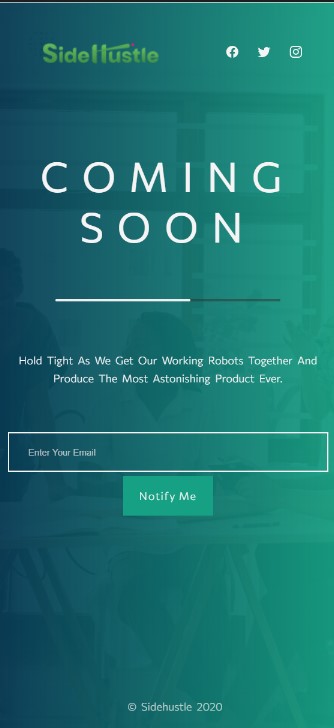 SideHustle
COMING
SOON
Hold Tight As We Get Our Working Robots Together And
Produce The Most Astonishing Product Ever.
Enter Your Email
Notify Me
© Sidehustle 2020